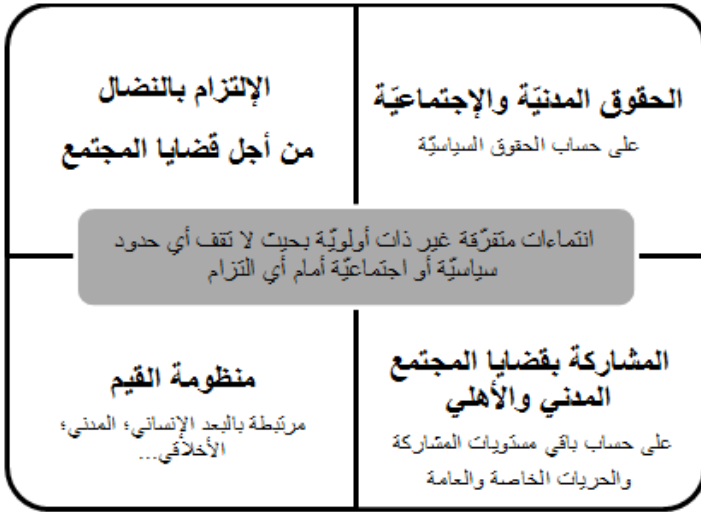 الحقوق المدنيّة والإجتماعيّة
على حساب الحقوق السياسيّة
الإلتزام بالنضال
من أجل قضايا المجتمع
انتماءات متفرّقة غير ذات أولويّة بحيث لا تقف أي حدود
سياسيّة أو اجتماعيّة أمام أي التزام
المشاركة بقضايا المجتمع
المدني والأهلي
على حساب باقي مستويات المشاركة
والحريات الخاصة والعامة
منظومة القيم
مرتبطة بالبعد الإنساني؛ المدني؛
الأخلاقي...